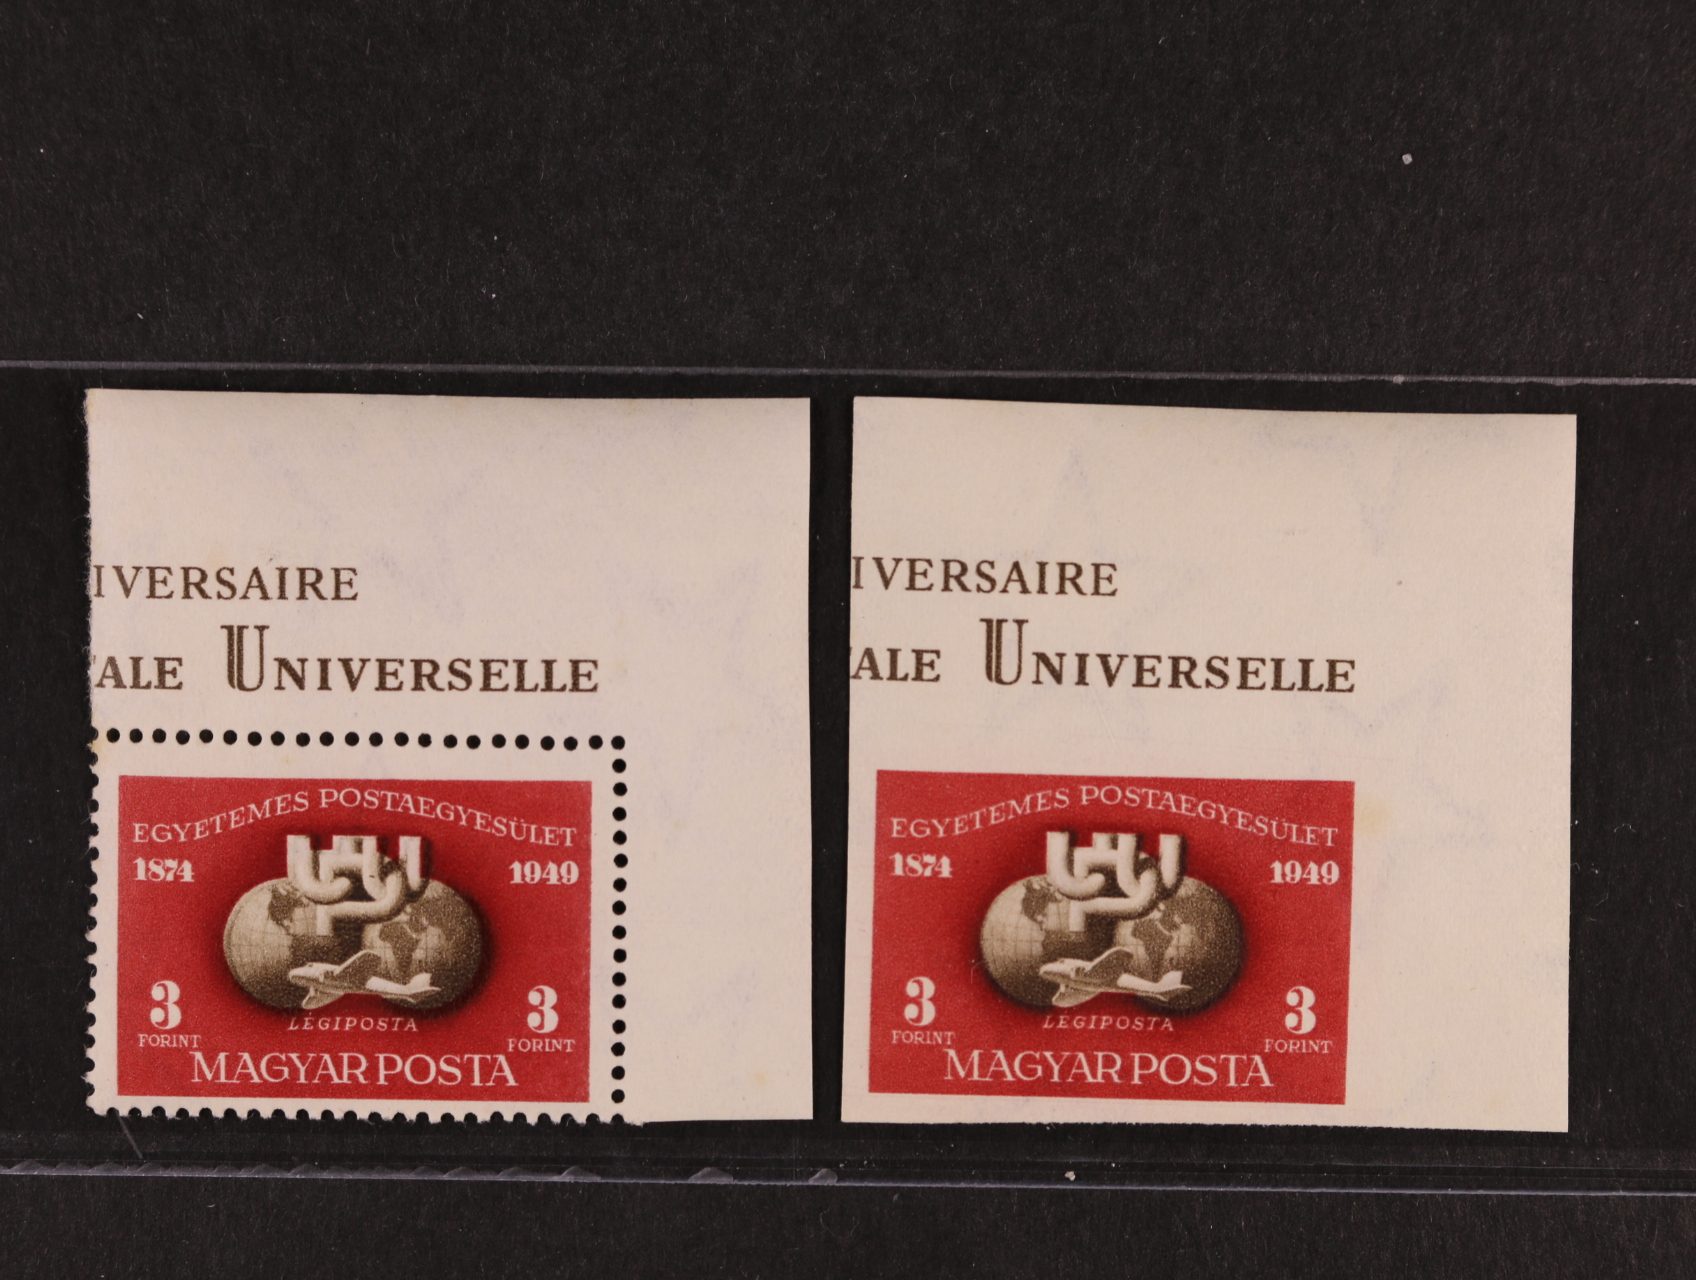 IVERSAIRE
ALE UNIVERSELLE
EGYETEMES POSTAEGYESÜLET
1874 1949
3 3
LÉGIPOSTA
FORINT FORINT
MAGYAR POSTA
IVERSAIRE
ALE UNIVERSELLE
EGYETEMES POSTAEGYESÜLET
1874 1949
3 3
LÉGIPOSTA
FORINT FORINT
MAGYAR POSTA